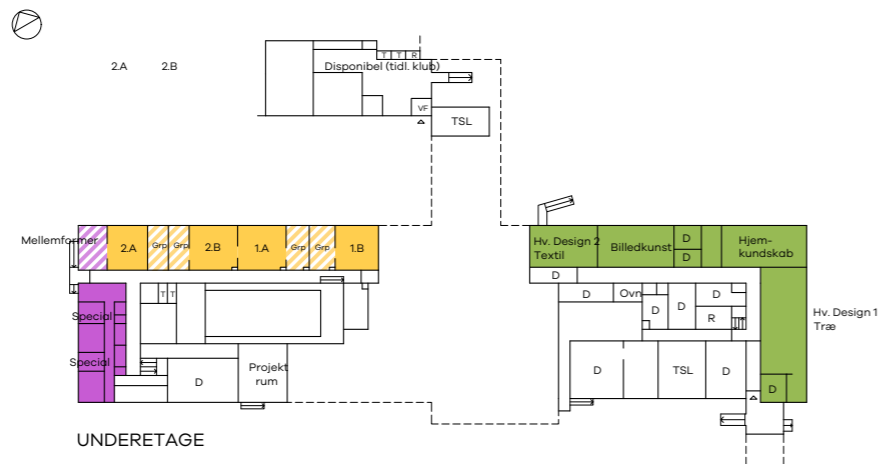 2.A 2.B
T T R
Disponibel (tidl. klub)
VF
TSL
Mellemformer
2.A Grp Grp 2.B 1.A Grp Grp 1.B
Hv. Design 2
Textil
Billedkunst
D
D
Hjem-
kundskab
D
T T
D Ovn D D D
R
Special
Hv. Design 1
Træ
Special
Projekt
rum
D
D TSL D
D
UNDERETAGE